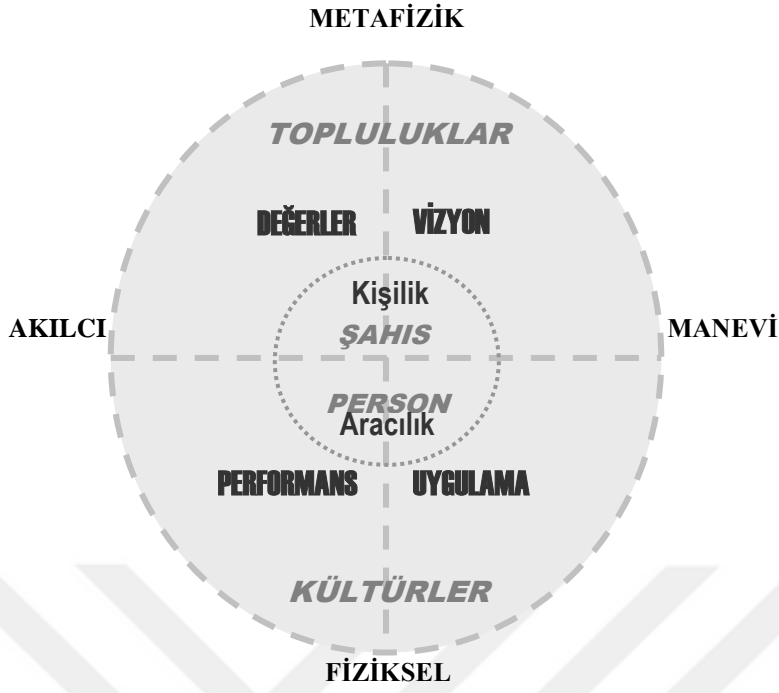 METAFİZİK
TOPLULUKLAR
DEĞERLER VİZYON
Kişilik
AKILCI ŞAHIS MANEVİ
PERSON
Aracılık
PERFORMANS UYGULAMA
KÜLTÜRLER
FİZİKSEL